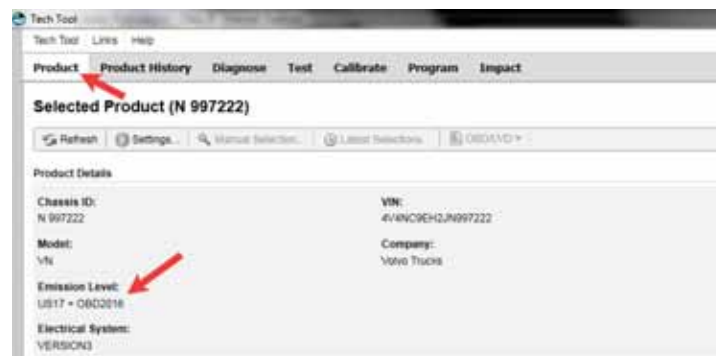 Tech Tool
Tech Tool Links Help
Product Product History Diagnose Test Calibrate Program Impact
Selected Product (N 997222)
Refresh Settings... Manual Selection... Latest Selections OBD/LVD
Product Details
Chassis ID: VIN:
N 997222 4V4NC9EH2JN997222
Model: Company:
VN Volvo Trucks
Emission Level:
US17 + OBD2016
Electrical System:
VERSION3